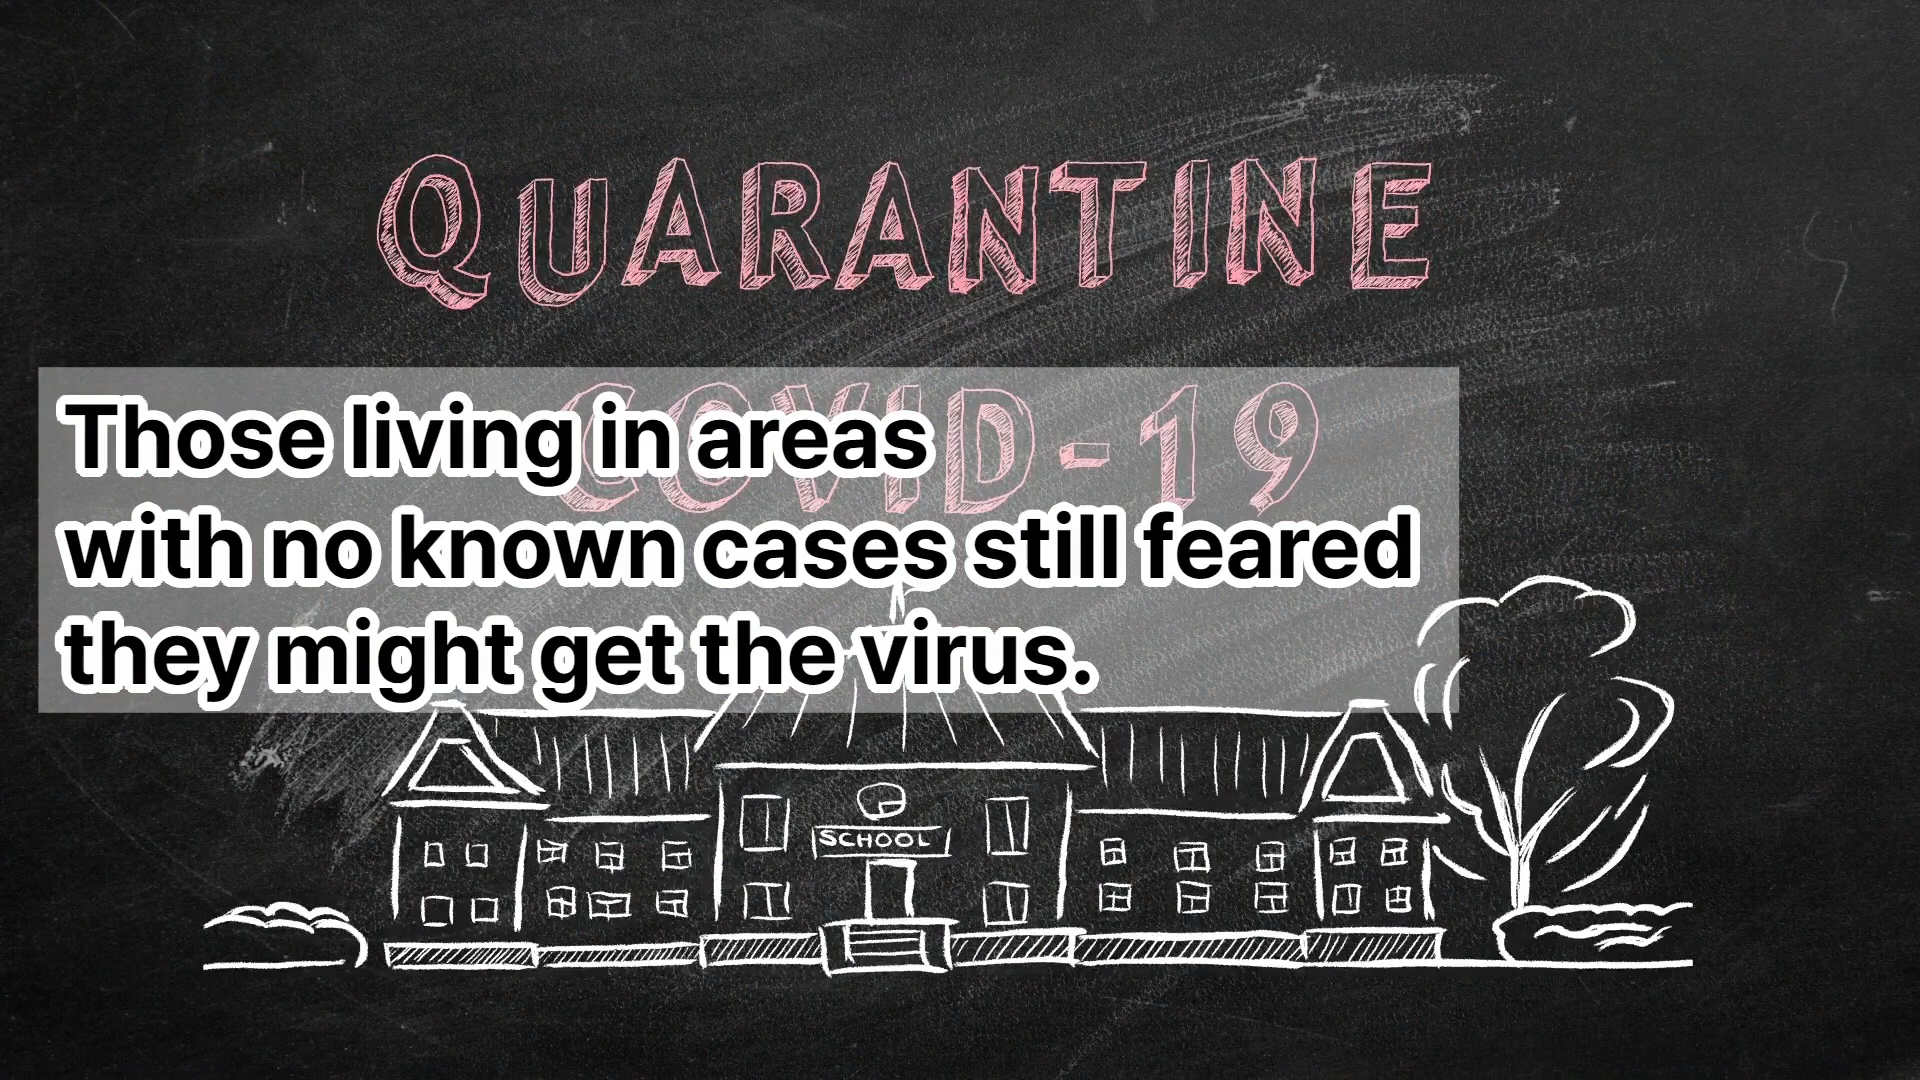 QUARANTINE
COVID-19
Those living in areas
with no known cases still feared
they might get the virus.
SCHOOL